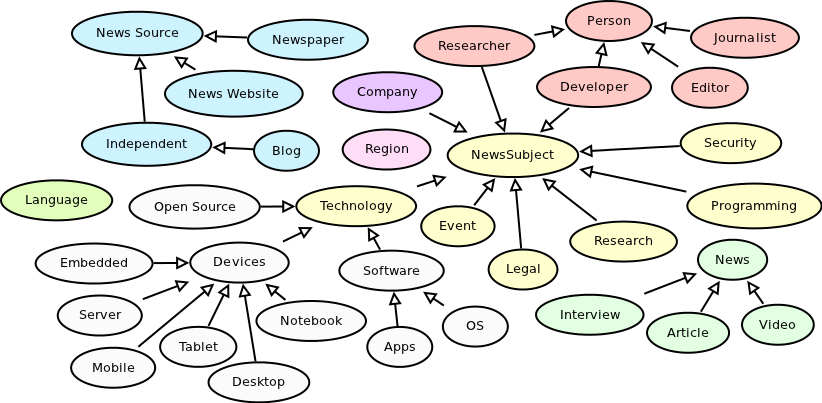 Person
News Source
Newspaper
Journalist
Researcher
Developer
Editor
Company
News Website
Independent
Blog
Region
NewsSubject
Security
Language
Open Source
Technology
Programming
Event
Research
Embedded
Devices
Software
Legal
News
Server
Notebook
Interview
Tablet
OS
Article
Video
Mobile
Apps
Desktop